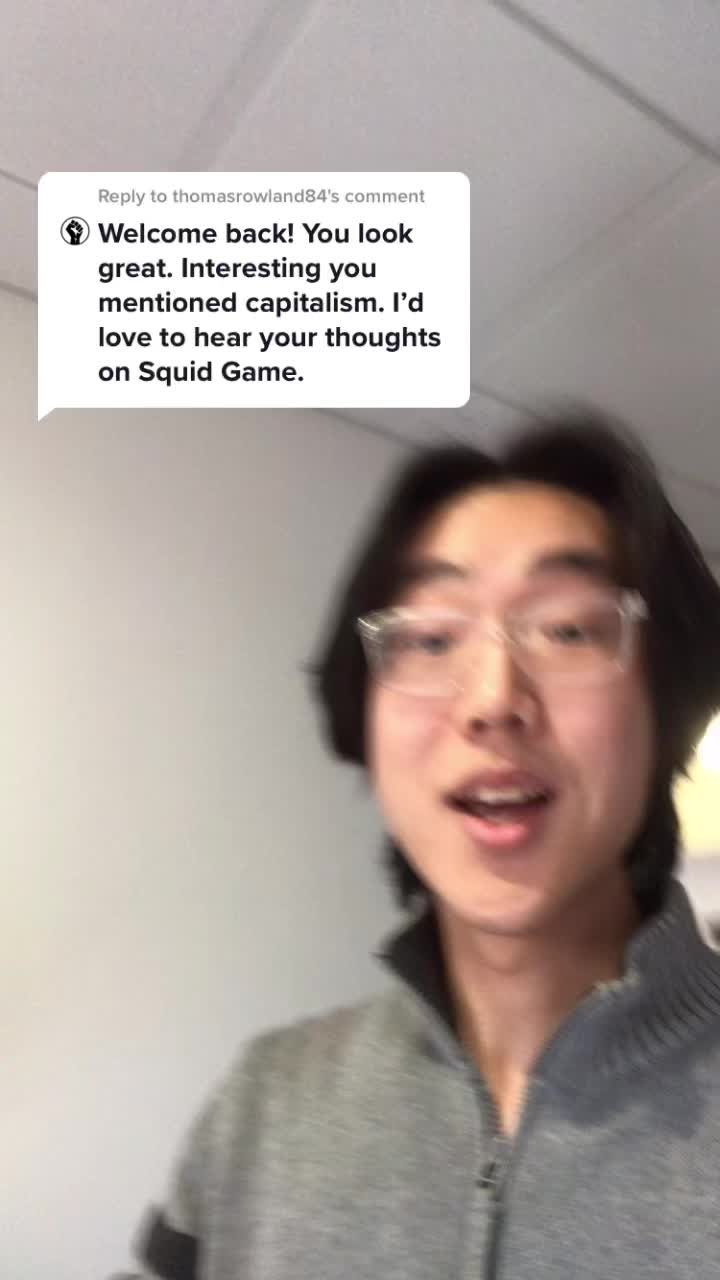 Reply to thomasrowland84's comment
Welcome back! You look
great. Interesting you
mentioned capitalism. I’d
love to hear your thoughts
on Squid Game.